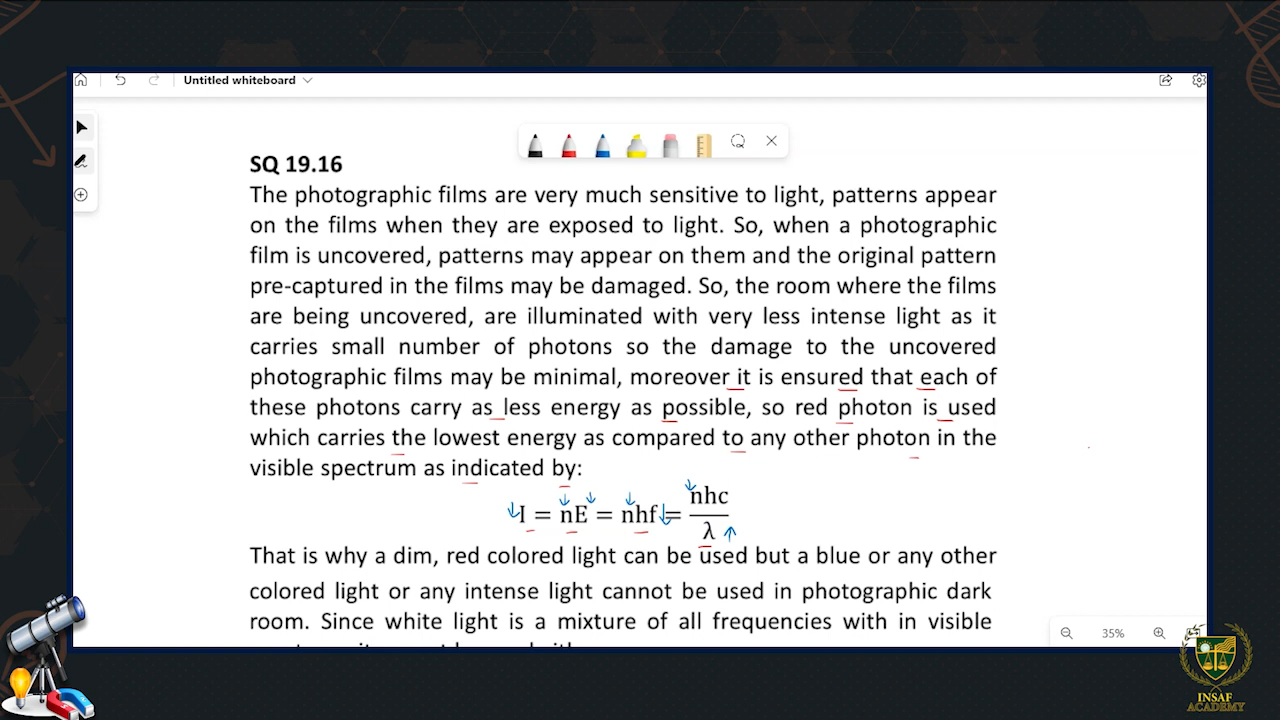 Untitled whiteboard
SQ 19.16
The photographic films are very much sensitive to light, patterns appear
on the films when they are exposed to light. So, when a photographic
film is uncovered, patterns may appear on them and the original pattern
pre-captured in the films may be damaged. So, the room where the films
are being uncovered, are illuminated with very less intense light as it
carries small number of photons so the damage to the uncovered
photographic films may be minimal, moreover it is ensured that each of
these photons carry as less energy as possible, so red photon is used
which carries the lowest energy as compared to any other photon in the
visible spectrum as indicated by:
↓I = nE = nhf = nhc/λ
That is why a dim, red colored light can be used but a blue or any other
colored light or any intense light cannot be used in photographic dark
room. Since white light is a mixture of all frequencies with in visible
35%
INSAF
ACADEMY